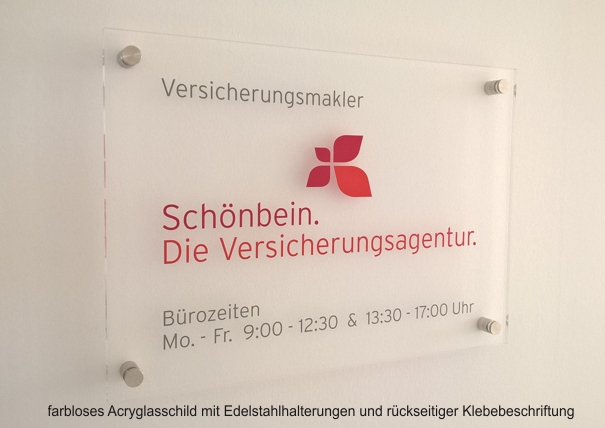 Versicherungsmakler
Schönbein.
Die Versicherungsagentur.
Bürozeiten
Mo. - Fr. 9:00 - 12:30 & 13:30 - 17:00 Uhr
farbloses Acryglasschild mit Edelstahlhalterungen und rückseitiger Klebebeschriftung